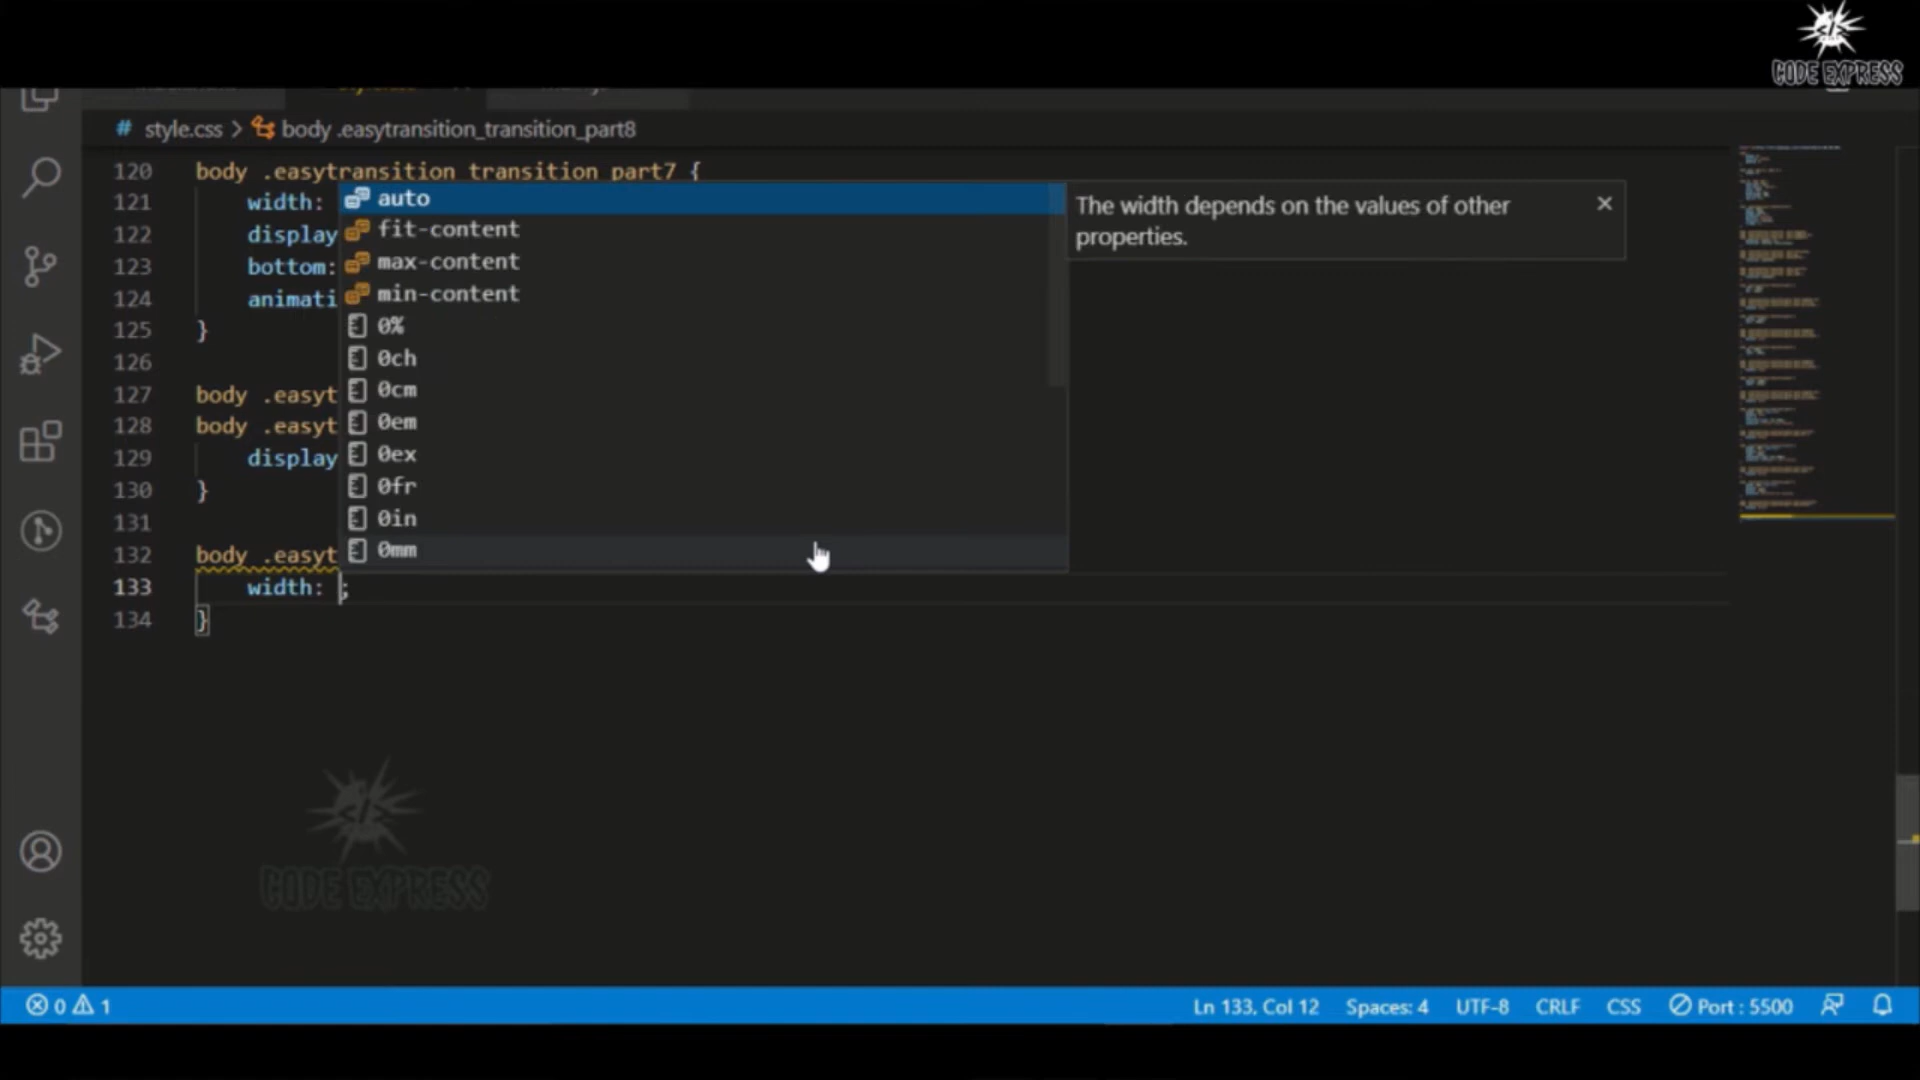 CODE EXPRESS
# style.css > body .easytransition_transition_part8
120 body .easytransition_transition_part7 {
121 width:
122 display
123 bottom:
124 animati
125 }
126
127 body .easyt
128 body .easyt
129 display
130 }
131
132 body .easyt
133 width: ;
134 }
auto
fit-content
max-content
min-content
0%
0ch
0cm
0em
0ex
0fr
0in
0mm
The width depends on the values of other
properties.
CODE EXPRESS
0 1
Ln 133, Col 12 Spaces: 4 UTF-8 CRLF CSS Port : 5500